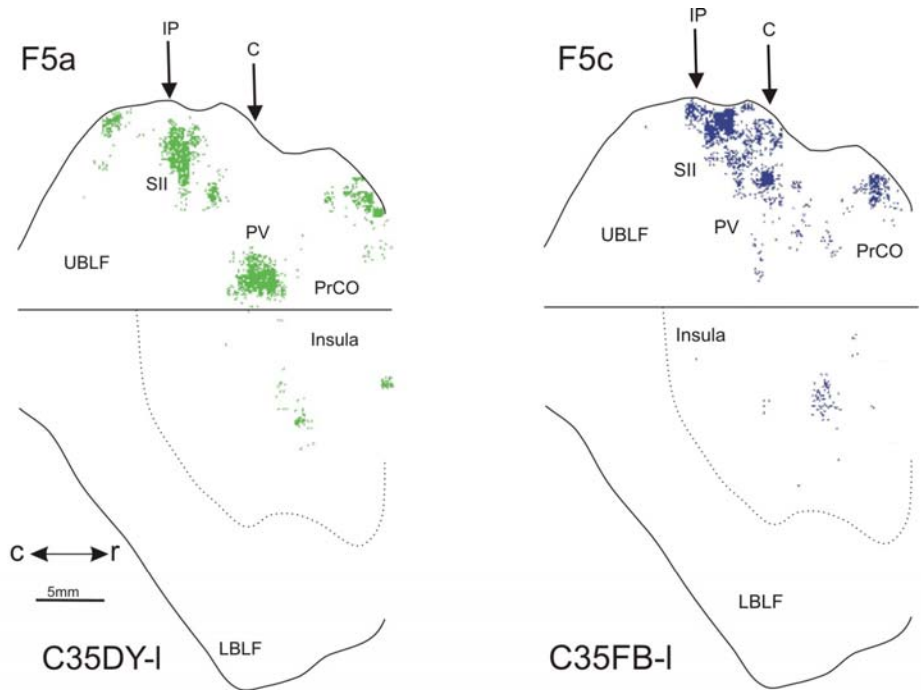 F5a
IP
C
SII
PV
UBLF
PrCO
Insula
c
r
5mm
LBLF
C35DY-l
F5c
IP
C
SII
PV
UBLF
PrCO
Insula
LBLF
C35FB-l